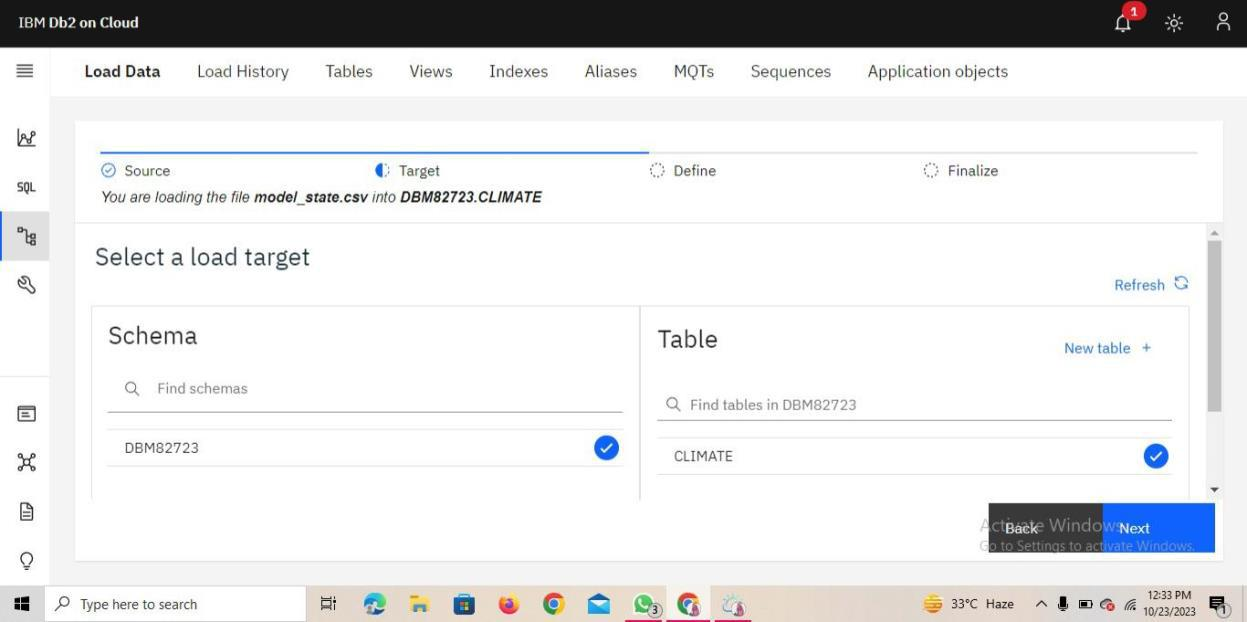 IBM Db2 on Cloud
1
Load Data Load History Tables Views Indexes Aliases MQTs Sequences Application objects
SQL
Source Target Define Finalize
You are loading the file model_state.csv into DBM82723.CLIMATE
Select a load target
Refresh
Schema
Table
New table +
Find schemas
Find tables in DBM82723
DBM82723
CLIMATE
Activate Windows
Back Next
Go to Settings to activate Windows.
Type here to search
3
33°C Haze
12:33 PM
10/23/2023
1